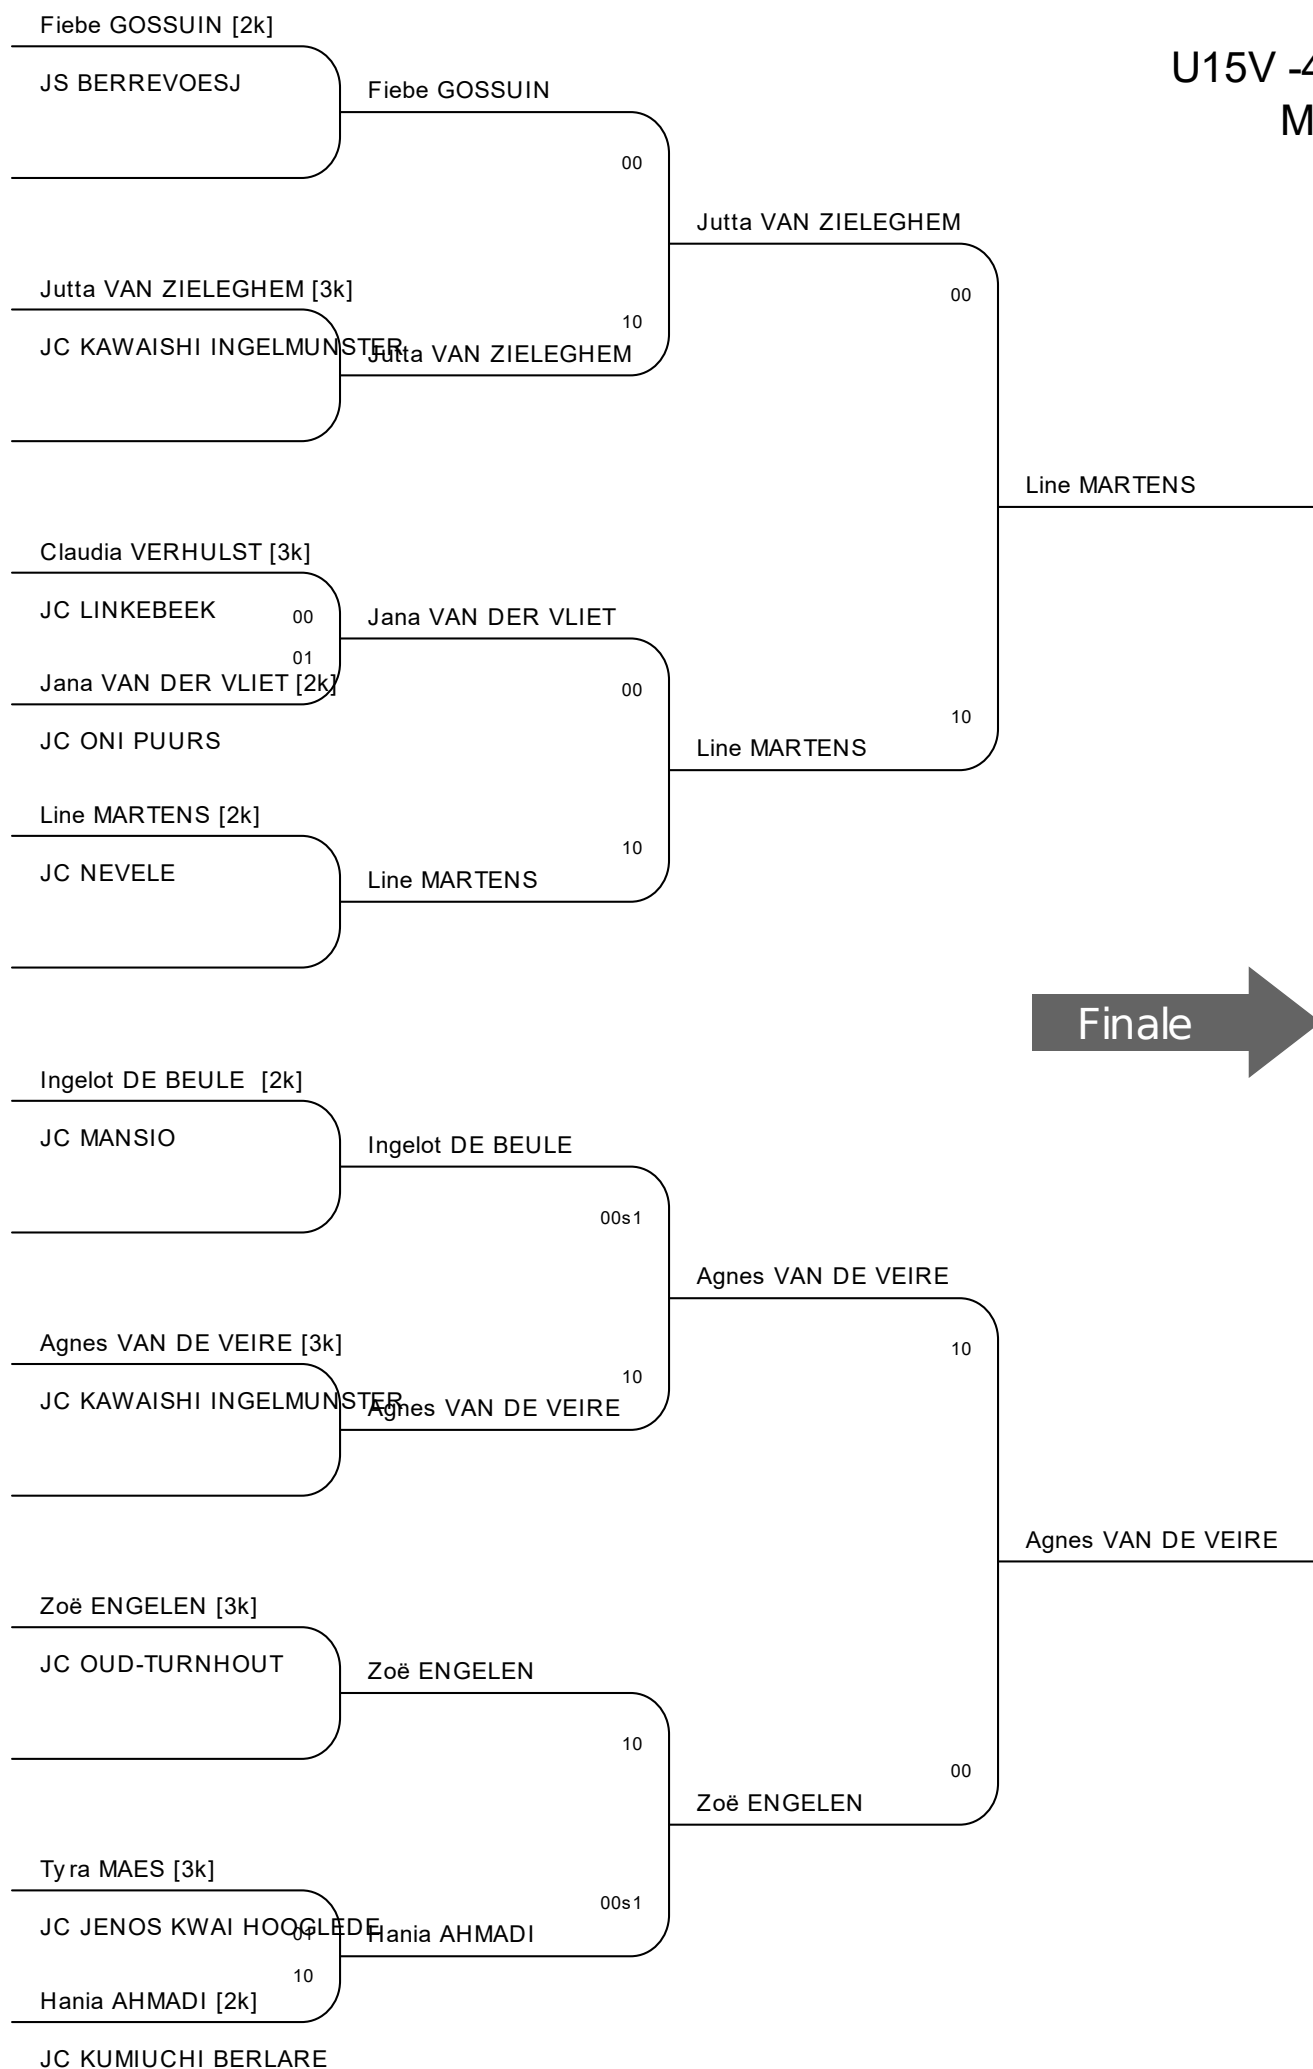 Fiebe GOSSUIN [2k]
U15V -4
JS BERREVOESJ
Fiebe GOSSUIN
M
00
Jutta VAN ZIELEGHEM
Jutta VAN ZIELEGHEM [3k]
00
10
JC KAWAISHI INGELMUNSTER
Jutta VAN ZIELEGHEM
Line MARTENS
Claudia VERHULST [3k]
JC LINKEBEEK
00
Jana VAN DER VLIET
01
Jana VAN DER VLIET [2k]
00
10
JC ONI PUURS
Line MARTENS
Line MARTENS [2k]
10
JC NEVELE
Line MARTENS
Finale
Ingelot DE BEULE [2k]
JC MANSIO
Ingelot DE BEULE
00s1
Agnes VAN DE VEIRE
Agnes VAN DE VEIRE [3k]
10
10
JC KAWAISHI INGELMUNSTER
Agnes VAN DE VEIRE
Agnes VAN DE VEIRE
Zoë ENGELEN [3k]
JC OUD-TURNHOUT
Zoë ENGELEN
10
00
Zoë ENGELEN
Tyra MAES [3k]
00s1
JC JENOS KWAI HOOGLEDE
01
Hania AHMADI
10
Hania AHMADI [2k]
JC KUMIUCHI BERLARE